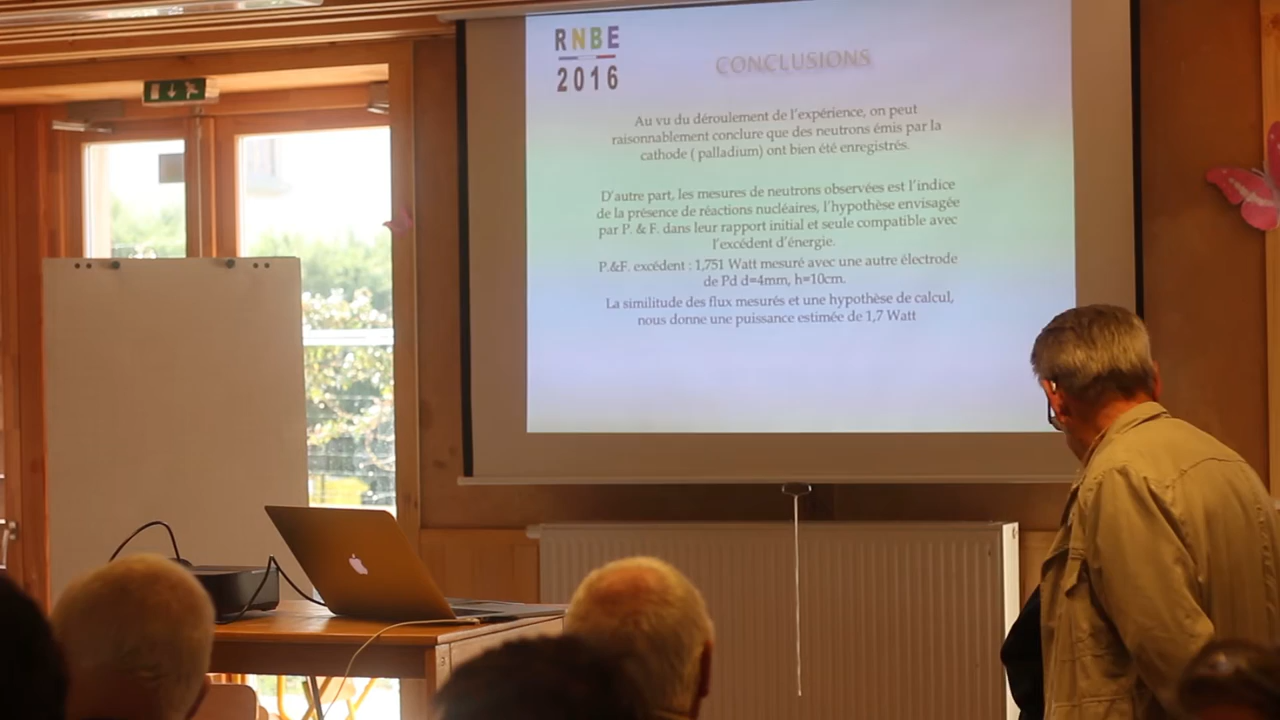 RNBE
2016
CONCLUSIONS
Au vu du déroulement de l'expérience, on peut
raisonnablement conclure que des neutrons émis par la
cathode ( palladium) ont bien été enregistrés.
D'autre part, les mesures de neutrons observées est l'indice
de la présence de réactions nucléaires, l'hypothèse envisagée
par P. & F. dans leur rapport initial et seule compatible avec
l'excédent d'énergie.
P.&F. excédent : 1,751 Watt mesuré avec une autre électrode
de Pd d=4mm, h=10cm.
La similitude des flux mesurés et une hypothèse de calcul,
nous donne une puissance estimée de 1,7 Watt